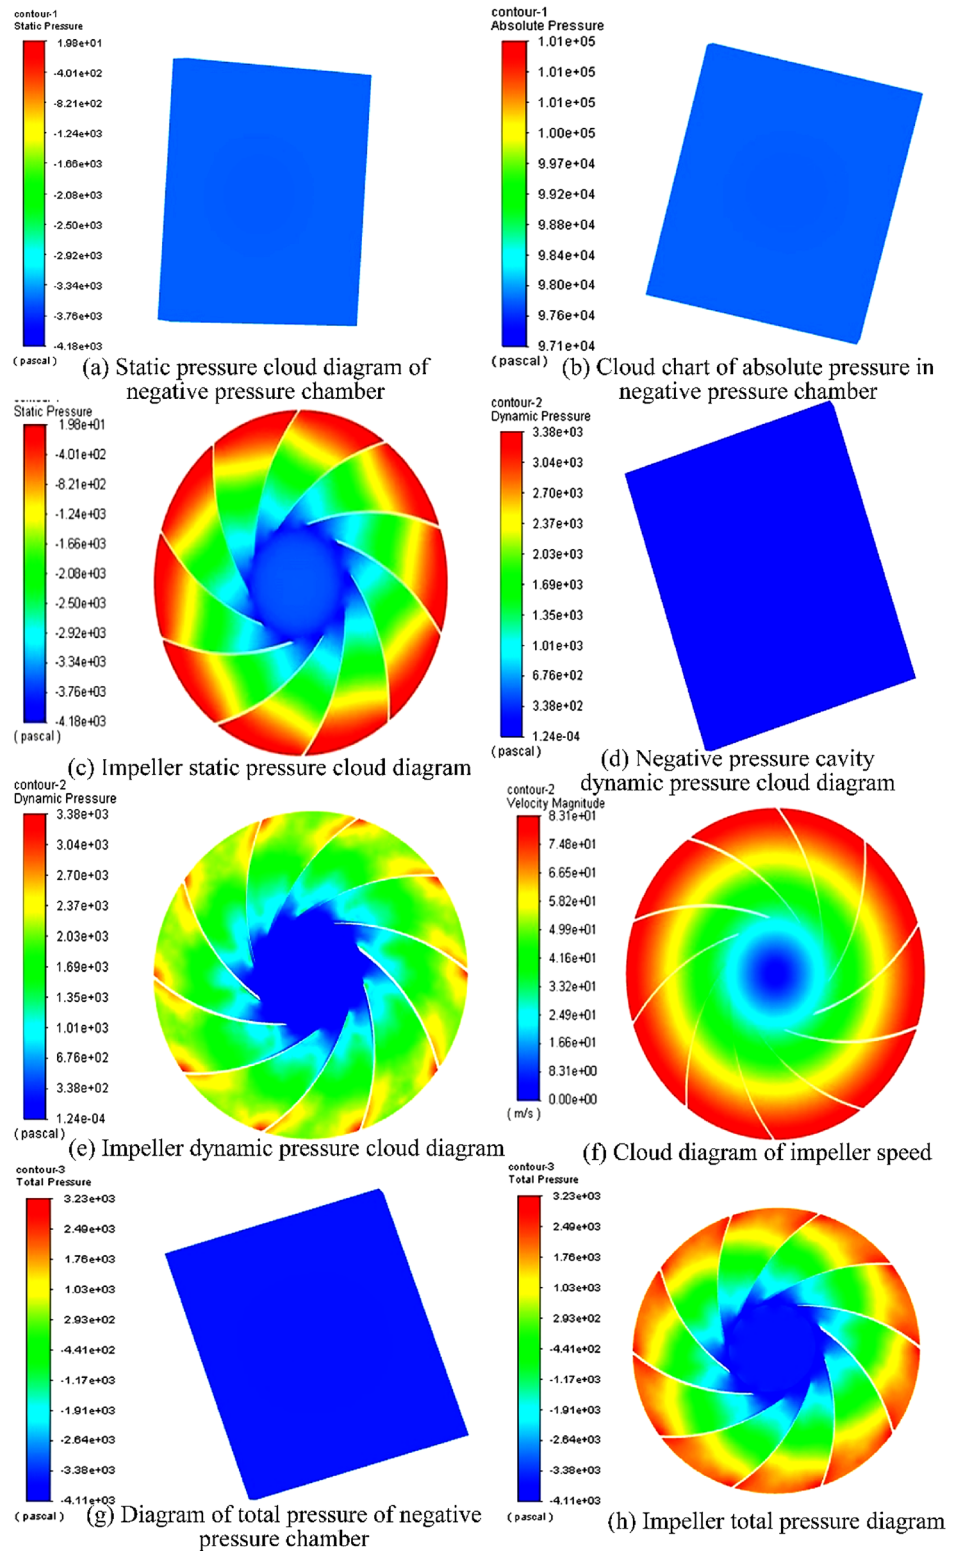 contour-1
Static Pressure
1.98e+01
-4.01e+02
-8.21e+02
-1.24e+03
-1.66e+03
-2.08e+03
-2.50e+03
-2.92e+03
-3.34e+03
-3.76e+03
-4.18e+03
( pascal )
(a) Static pressure cloud diagram of
negative pressure chamber
contour-1
Absolute Pressure
1.01e+05
1.01e+05
1.01e+05
1.00e+05
9.97e+04
9.92e+04
9.88e+04
9.84e+04
9.80e+04
9.76e+04
9.71e+04
( pascal )
(b) Cloud chart of absolute pressure in
negative pressure chamber
Static Pressure
1.98e+01
-4.01e+02
-8.21e+02
-1.24e+03
-1.66e+03
-2.08e+03
-2.50e+03
-2.92e+03
-3.34e+03
-3.76e+03
-4.18e+03
( pascal )
(c) Impeller static pressure cloud diagram
contour-2
Dynamic Pressure
3.38e+03
3.04e+03
2.70e+03
2.37e+03
2.03e+03
1.69e+03
1.35e+03
1.01e+03
6.76e+02
3.38e+02
1.24e-04
( pascal )
(d) Negative pressure cavity
dynamic pressure cloud diagram
contour-2
Dynamic Pressure
3.38e+03
3.04e+03
2.70e+03
2.37e+03
2.03e+03
1.69e+03
1.35e+03
1.01e+03
6.76e+02
3.38e+02
1.24e-04
( pascal )
(e) Impeller dynamic pressure cloud diagram
contour-2
Velocity Magnitude
8.31e+01
7.48e+01
6.64e+01
5.82e+01
4.99e+01
4.16e+01
3.32e+01
2.50e+01
1.66e+01
8.31e+00
0.00e+00
( m/s )
(f) Cloud diagram of impeller speed
contour-3
Total Pressure
3.23e+03
2.49e+03
1.76e+03
1.03e+03
2.93e+02
-4.41e+02
-1.17e+03
-1.91e+03
-2.64e+03
-3.38e+03
-4.11e+03
( pascal )
(g) Diagram of total pressure of negative
pressure chamber
contour-3
Total Pressure
3.23e+03
2.49e+03
1.76e+03
1.03e+03
2.93e+02
-4.41e+02
-1.17e+03
-1.91e+03
-2.64e+03
-3.38e+03
-4.11e+03
( pascal )
(h) Impeller total pressure diagram